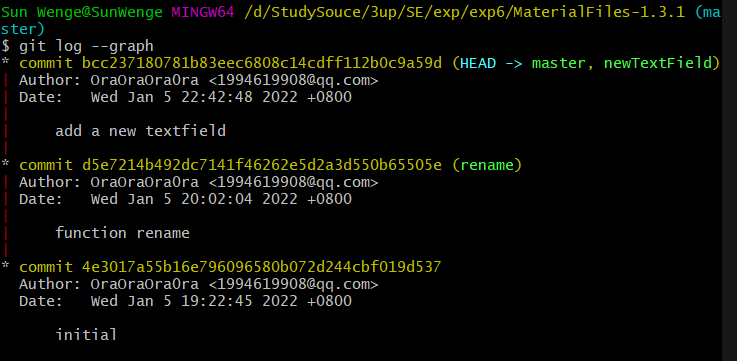 Sun Wenge@SunWenge MINGW64 /d/StudySouce/3up/SE/exp/exp6/MaterialFiles-1.3.1 (ma
ster)
$ git log --graph
* commit bcc237180781b83eec6808c14cdff112b0c9a59d (HEAD -> master, newTextField)
| Author: OraOraOraOra <1994619908@qq.com>
| Date:   Wed Jan 5 22:42:48 2022 +0800
|
|     add a new textfield
|
* commit d5e7214b492dc7141f46262e5d2a3d550b65505e (rename)
| Author: OraOraOraOra <1994619908@qq.com>
| Date:   Wed Jan 5 20:02:04 2022 +0800
|
|     function rename
|
* commit 4e3017a55b16e796096580b072d244cbf019d537
  Author: OraOraOraOra <1994619908@qq.com>
  Date:   Wed Jan 5 19:22:45 2022 +0800

      initial